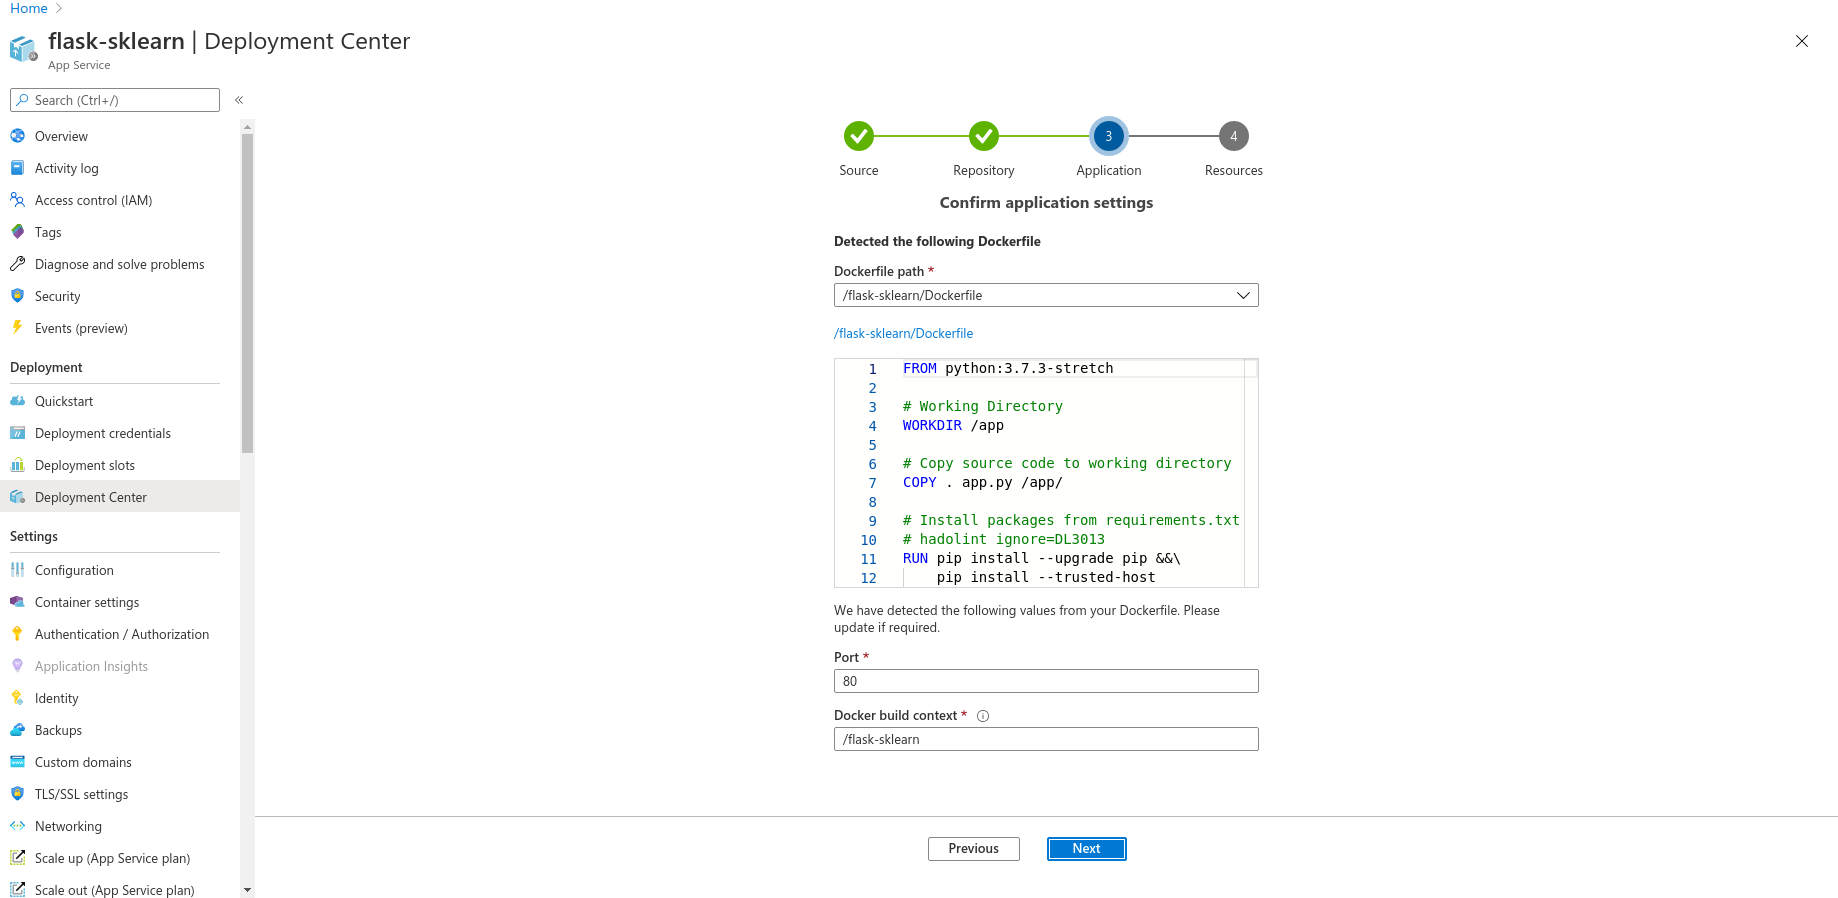 Home
flask-sklearn | Deployment Center
App Service
Search (Ctrl+/)
Overview
Activity log
Access control (IAM)
Tags
Diagnose and solve problems
Security
Events (preview)
Deployment
Quickstart
Deployment credentials
Deployment slots
Deployment Center
Settings
Configuration
Container settings
Authentication / Authorization
Application Insights
Identity
Backups
Custom domains
TLS/SSL settings
Networking
Scale up (App Service plan)
Scale out (App Service plan)
3
4
Source
Repository
Application
Resources
Confirm application settings
Detected the following Dockerfile
Dockerfile path *
/flask-sklearn/Dockerfile
/flask-sklearn/Dockerfile
1 FROM python:3.7.3-stretch
2
3 # Working Directory
4 WORKDIR /app
5
6 # Copy source code to working directory
7 COPY . app.py /app/
8
9 # Install packages from requirements.txt
10 # hadolint ignore=DL3013
11 RUN pip install --upgrade pip &&\
12 pip install --trusted-host
We have detected the following values from your Dockerfile. Please
update if required.
Port *
80
Docker build context *
/flask-sklearn
Previous
Next